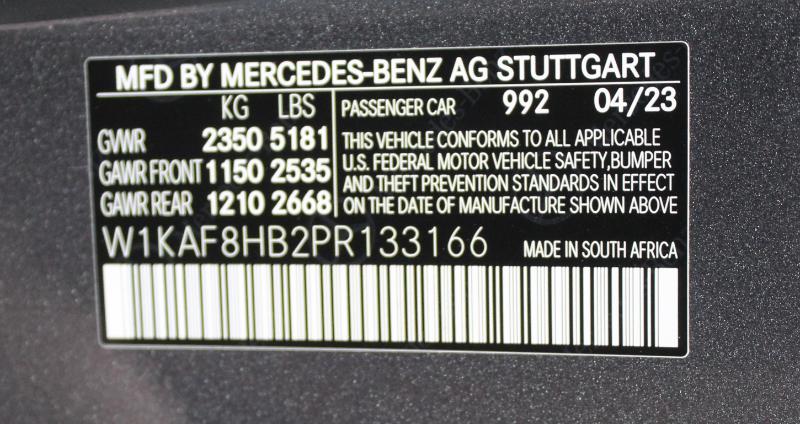 MFD BY MERCEDES-BENZ AG STUTTGART
KG LBS
GVWR 2350 5181
GAWR FRONT 1150 2535
GAWR REAR 1210 2668
PASSENGER CAR 992 04/23
THIS VEHICLE CONFORMS TO ALL APPLICABLE
U.S. FEDERAL MOTOR VEHICLE SAFETY, BUMPER
AND THEFT PREVENTION STANDARDS IN EFFECT
ON THE DATE OF MANUFACTURE SHOWN ABOVE
W1KAF8HB2PR133166 MADE IN SOUTH AFRICA